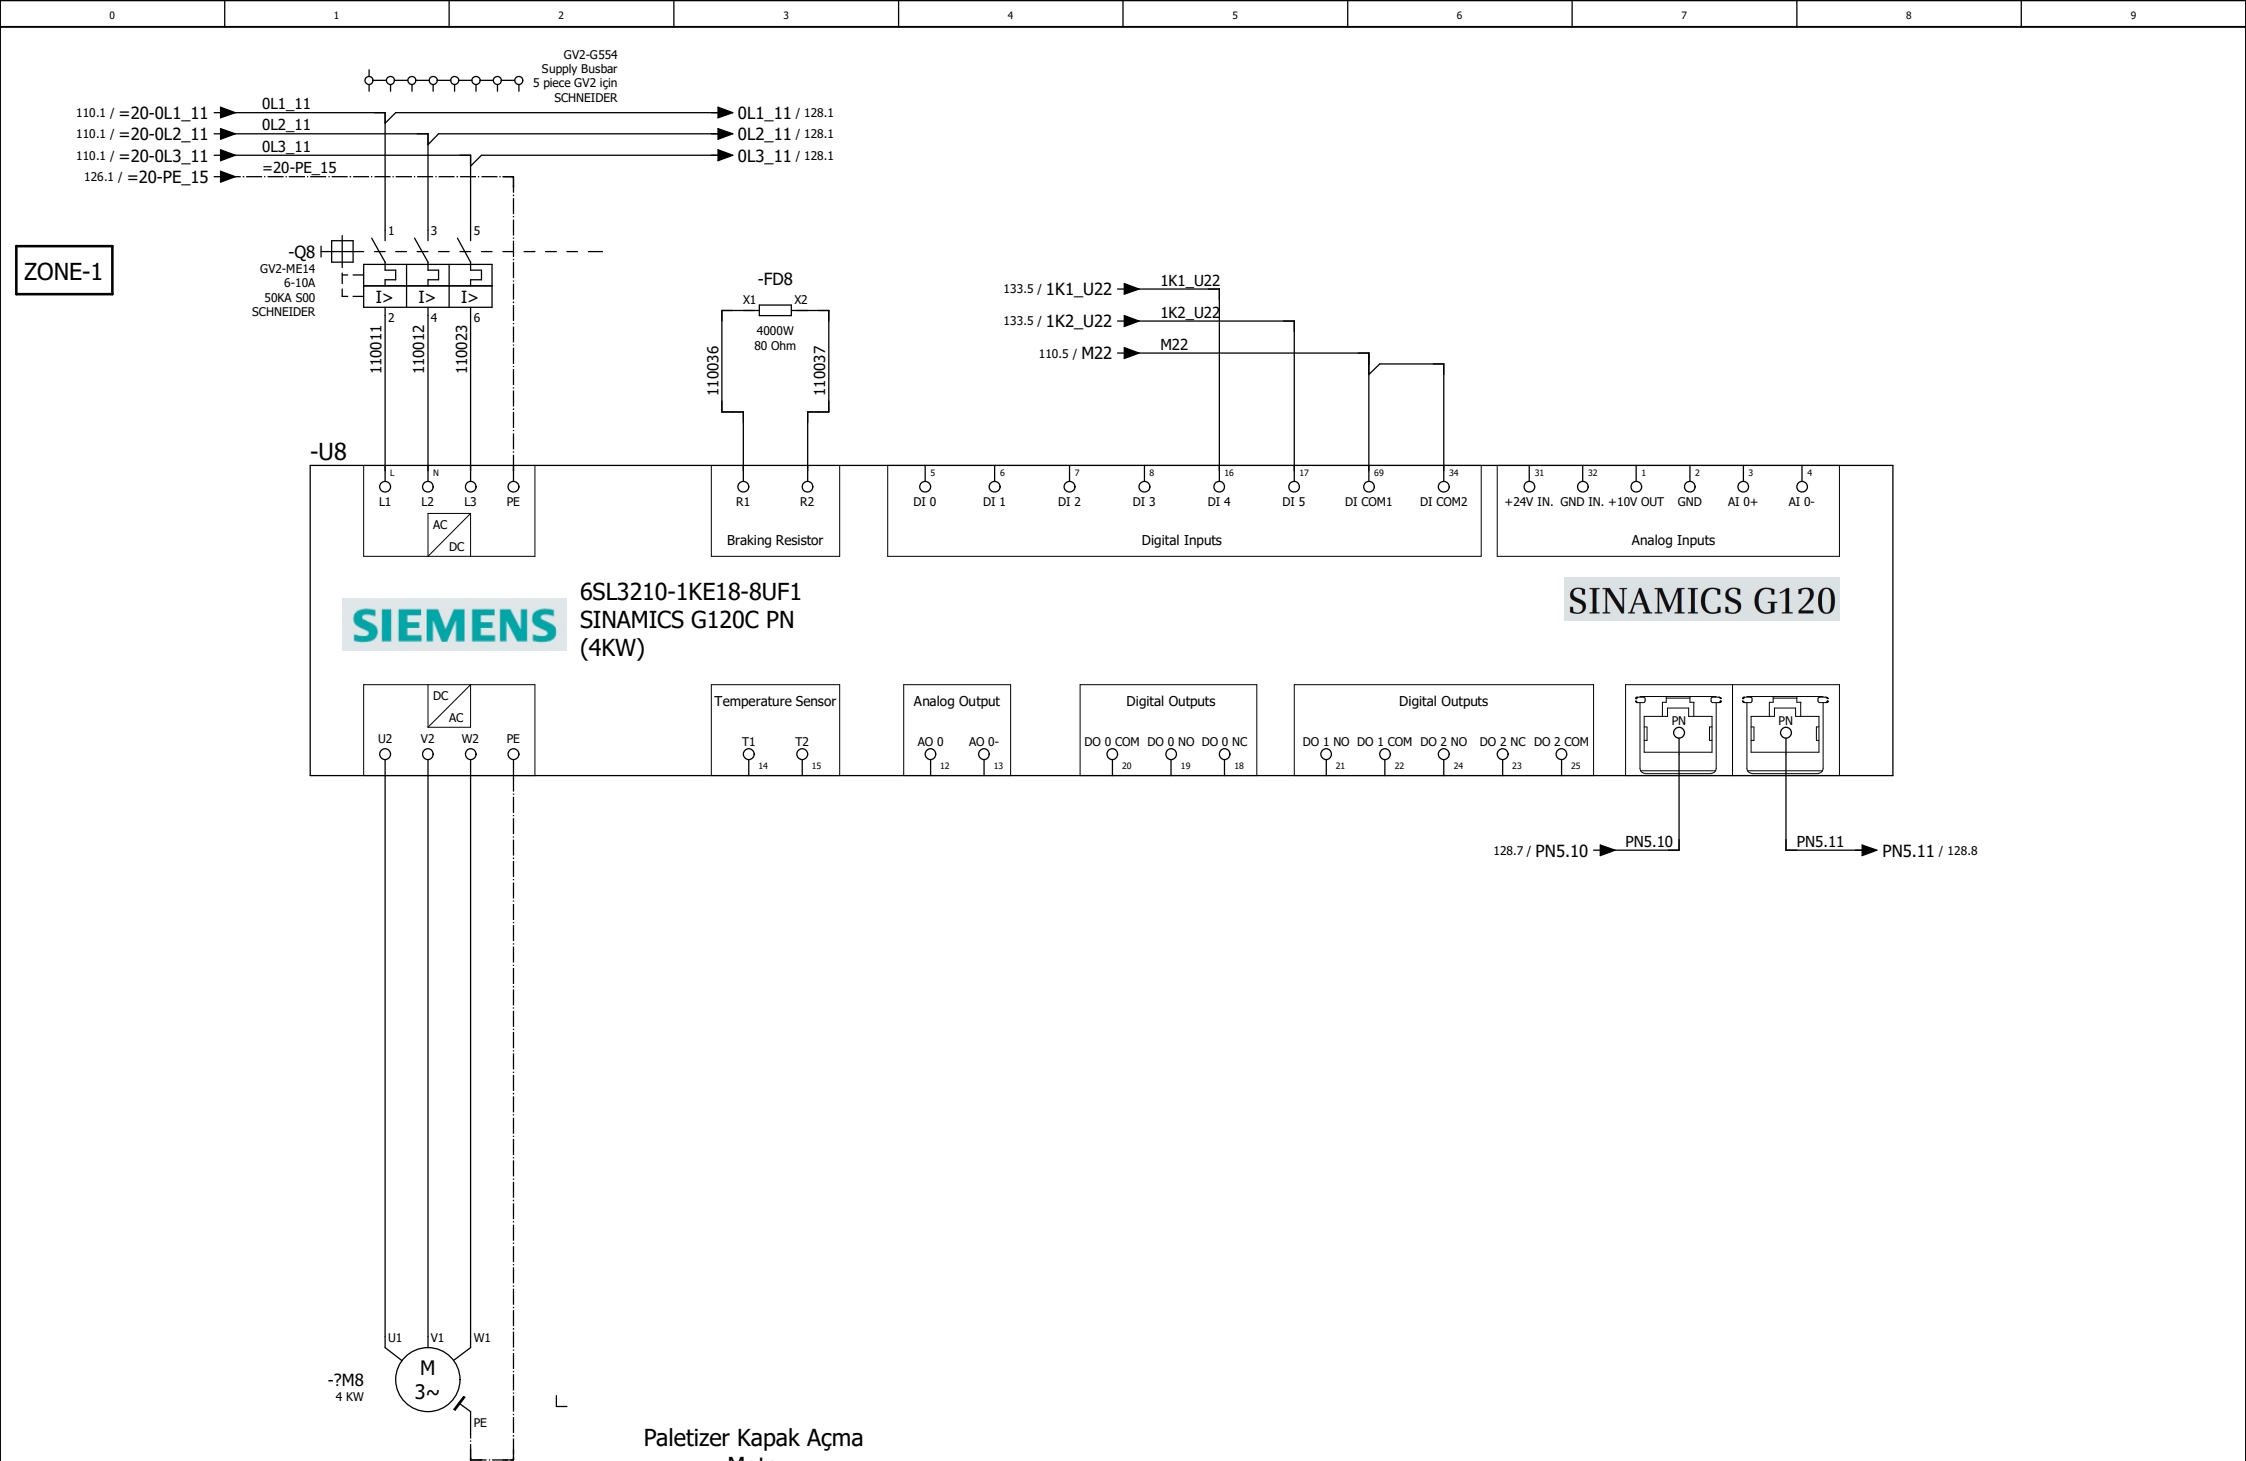 0 1 2 3 4 5 6 7 8 9
GV2-G554
Supply Busbar
5 piece GV2 için
SCHNEIDER
110.1 / =20-0L1_11 0L1_11 0L1_11 / 128.1
110.1 / =20-0L2_11 0L2_11 0L2_11 / 128.1
110.1 / =20-0L3_11 0L3_11 0L3_11 / 128.1
126.1 / =20-PE_15 =20-PE_15
ZONE-1
-Q8
GV2-ME14
6-10A
50KA S00
SCHNEIDER
1 3 5
I> I> I>
2 4 6
110011 110012 110023
-FD8
X1 X2
4000W
80 Ohm
110036 110037
133.5 / 1K1_U22 1K1_U22
133.5 / 1K2_U22 1K2_U22
110.5 / M22 M22
-U8
L N
L1 L2 L3 PE
AC
DC
R1 R2
Braking Resistor
5 6 7 8 16 17 69 34
DI 0 DI 1 DI 2 DI 3 DI 4 DI 5 DI COM1 DI COM2
Digital Inputs
31 32 1 2 3 4
+24V IN. GND IN. +10V OUT GND AI 0+ AI 0-
Analog Inputs
SIEMENS
6SL3210-1KE18-8UF1
SINAMICS G120C PN
(4KW)
SINAMICS G120
DC
AC
U2 V2 W2 PE
Temperature Sensor
T1 T2
14 15
Analog Output
AO 0 AO 0-
12 13
Digital Outputs
DO 0 COM DO 0 NO DO 0 NC
20 19 18
Digital Outputs
DO 1 NO DO 1 COM DO 2 NO DO 2 NC DO 2 COM
21 22 24 23 25
PN PN
128.7 / PN5.10 PN5.10
PN5.11 PN5.11 / 128.8
U1 V1 W1
M
3~
-?M8
4 KW
PE
Paletizer Kapak Açma